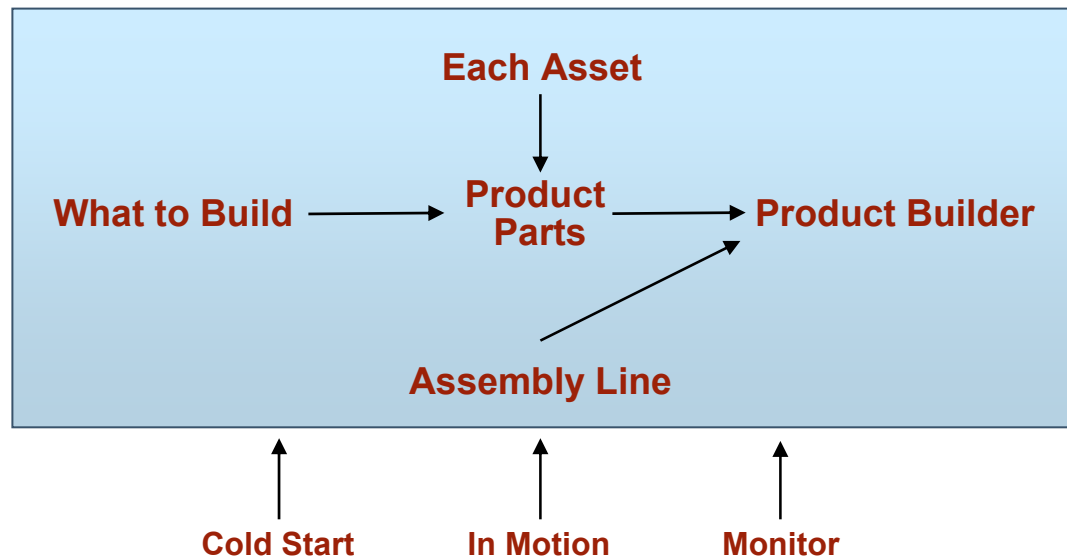 Each Asset
What to Build
Product
Parts
Product Builder
Assembly Line
Cold Start
In Motion
Monitor